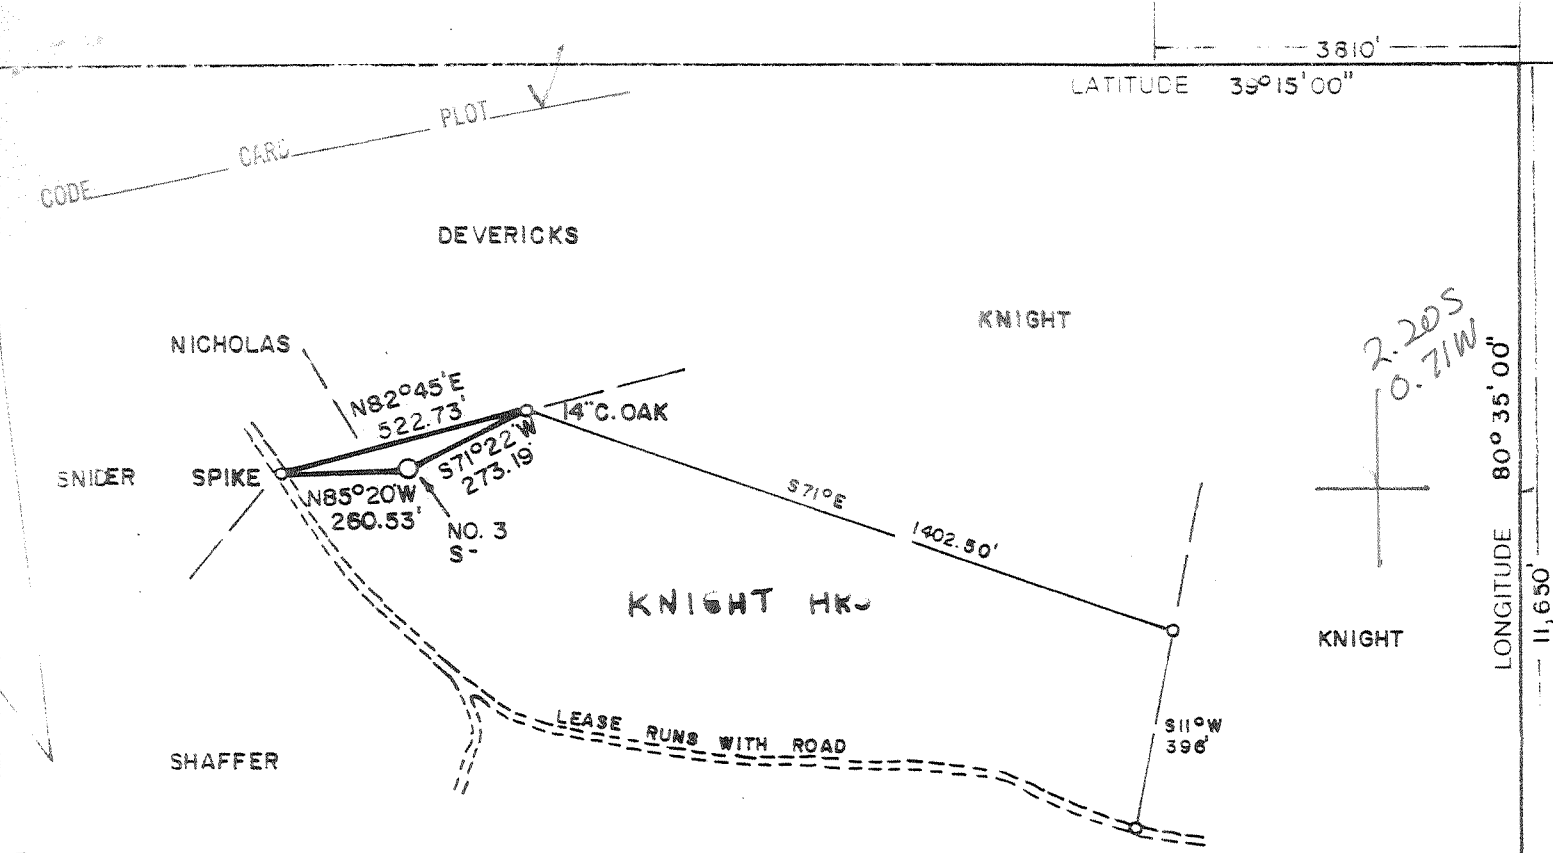 3810'
LATITUDE 39°15'00"
CODE CARD PLOT
DEVERICKS
KNIGHT
2.20S
0.71W
NICHOLAS
N82°45'E
522.73'
14" C. OAK
S71°22'W
273.19'
SNIDER
SPIKE
N85°20'W
260.53'
NO. 3
S-
S71°E
1402.50'
KNIGHT
KNIGHT
LONGITUDE 80° 35' 00"
11,650'
SHAFFER
LEASE RUNS WITH ROAD
S11°W
396'